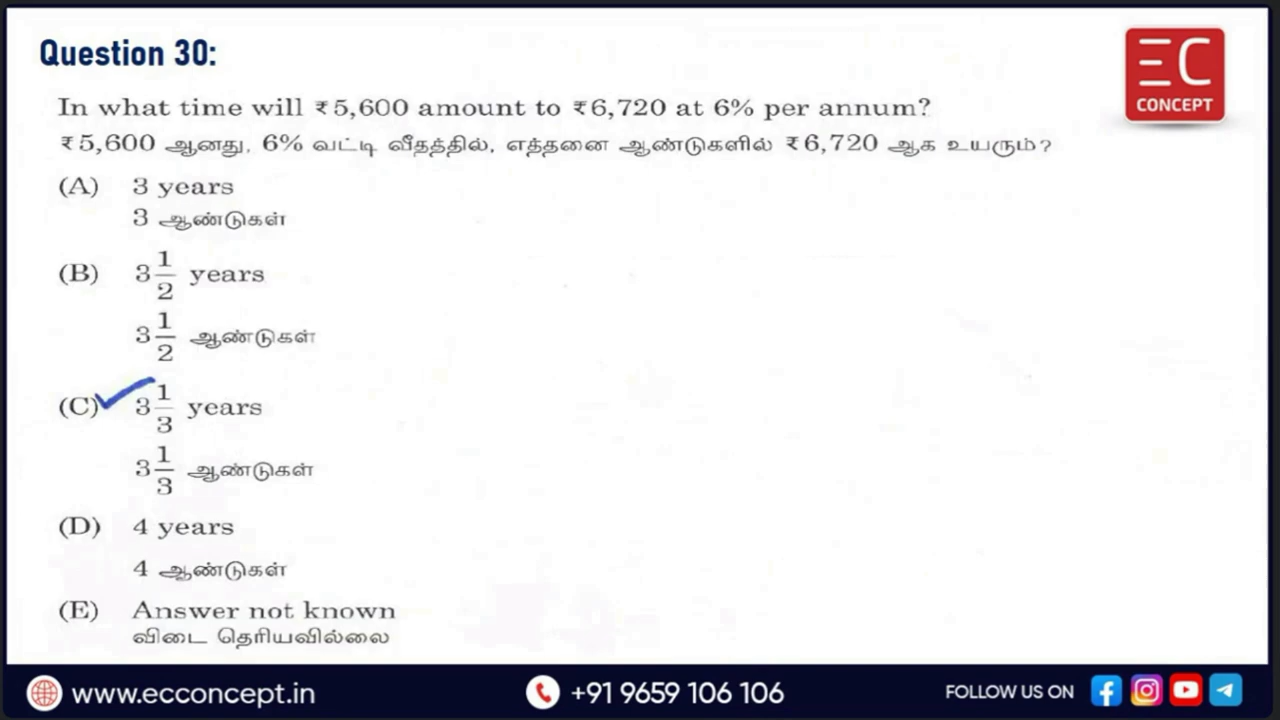 Question 30:
EC
CONCEPT
In what time will ₹5,600 amount to ₹6,720 at 6% per annum?
₹5,600 ஆனது, 6% வட்டி வீதத்தில், எத்தனை ஆண்டுகளில் ₹6,720 ஆக உயரும்?
(A) 3 years
3 ஆண்டுகள்
(B) 3 1/2 years
3 1/2 ஆண்டுகள்
(C) 3 1/3 years
3 1/3 ஆண்டுகள்
(D) 4 years
4 ஆண்டுகள்
(E) Answer not known
விடை தெரியவில்லை
www.ecconcept.in +91 9659 106 106 FOLLOW US ON